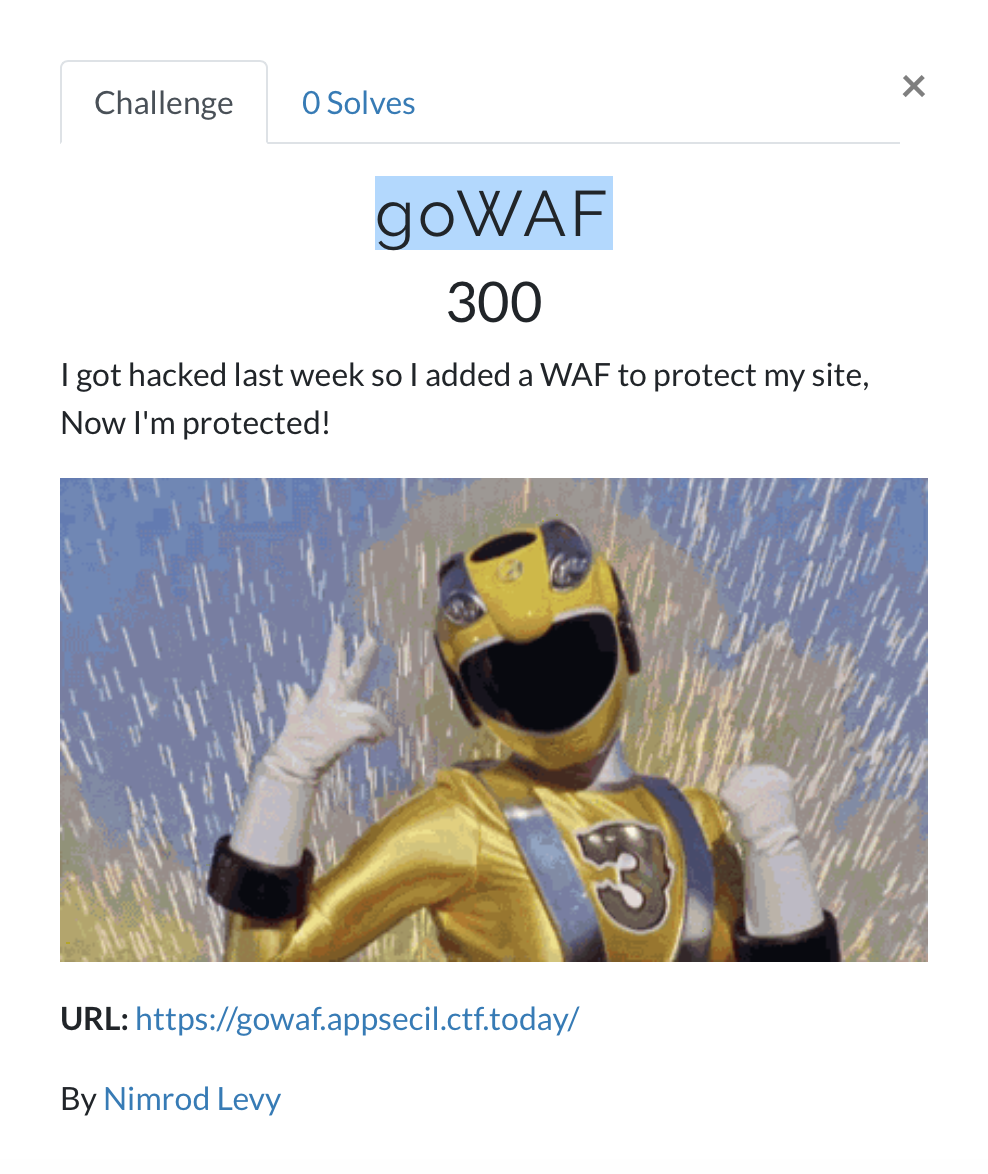 Challenge
0 Solves
×
goWAF
300
I got hacked last week so I added a WAF to protect my site,
Now I'm protected!
3
URL: https://gowaf.appsecil.ctf.today/
By Nimrod Levy